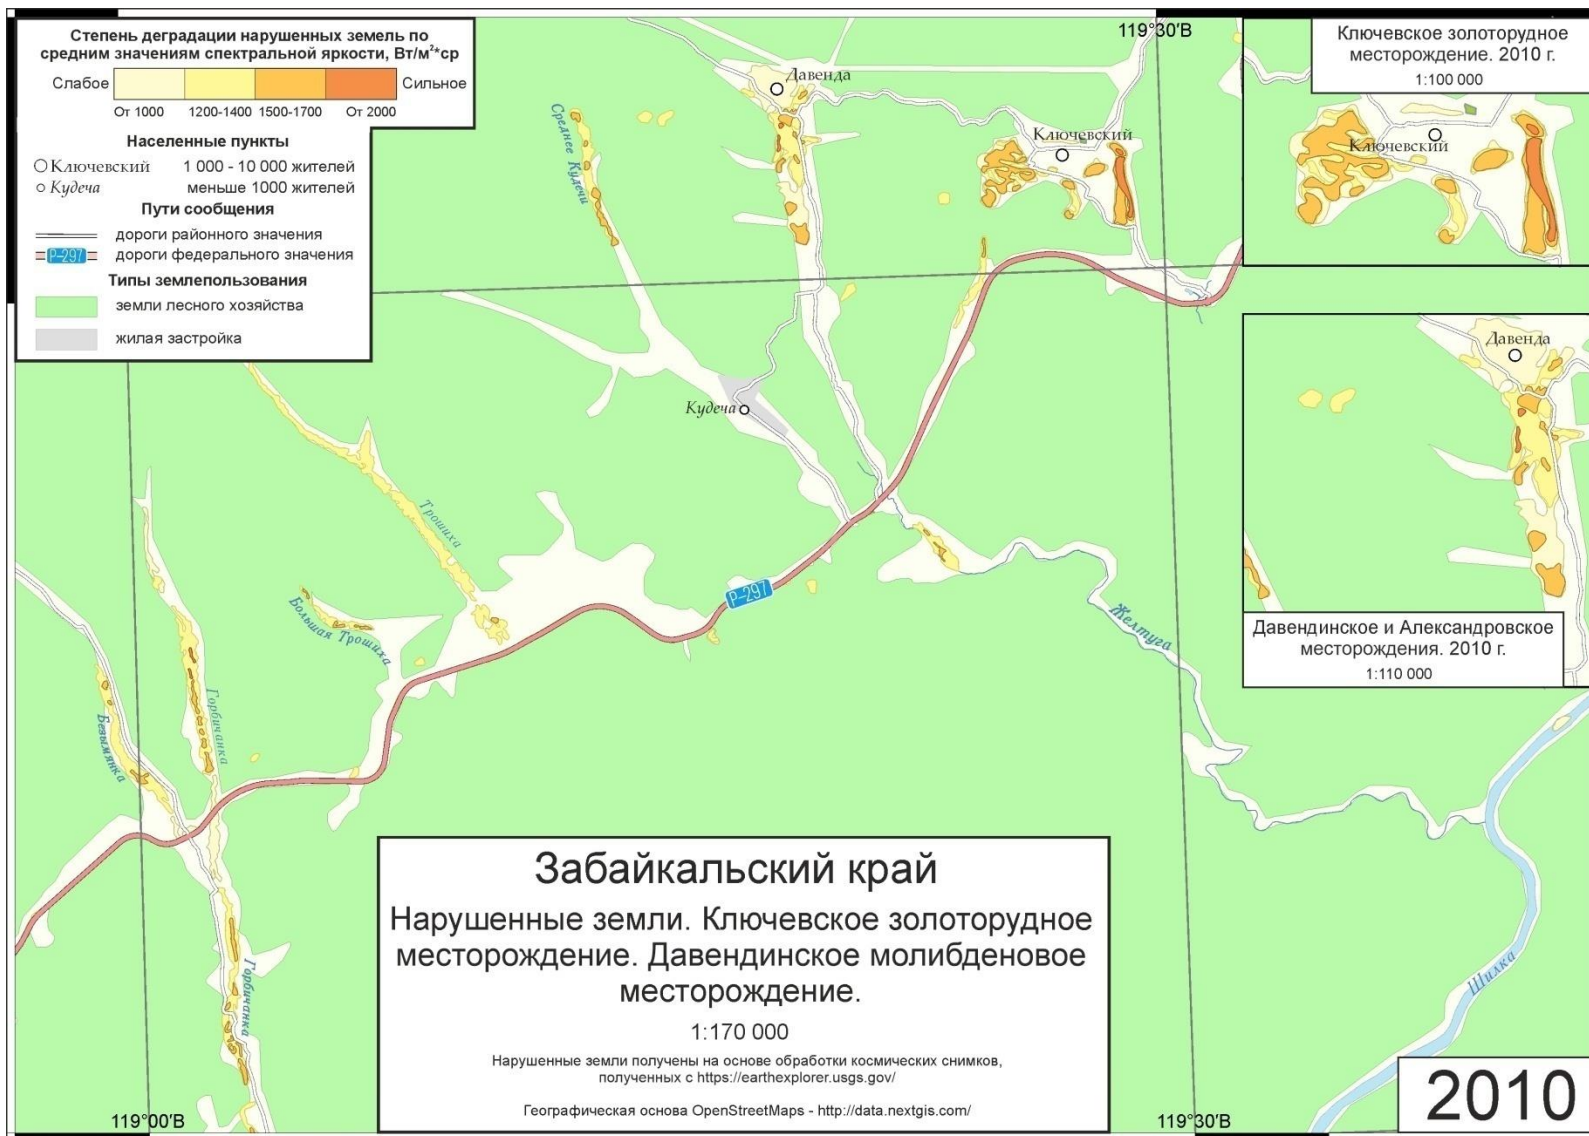 Степень деградации нарушенных земель по
средним значениям спектральной яркости, Вт/м²*ср
Слабое
Сильное
От 1000
1200-1400
1500-1700
От 2000
Населенные пункты
Ключевский
1 000 - 10 000 жителей
Кудеча
меньше 1000 жителей
Пути сообщения
дороги районного значения
Р-297
дороги федерального значения
Типы землепользования
земли лесного хозяйства
жилая застройка
119°30'В
Ключевское золоторудное
месторождение. 2010 г.
1:100 000
Ключевский
Давенда
Ключевский
Среднее Кудечи
Кудеча
Давенда
Давендинское и Александровское
месторождения. 2010 г.
1:110 000
Трошиха
Большая Трошиха
Р-297
Желтуга
Горбичанка
Безымянка
Горбичанка
Шилка
Забайкальский край
Нарушенные земли. Ключевское золоторудное
месторождение. Давендинское молибденовое
месторождение.
1:170 000
Нарушенные земли получены на основе обработки космических снимков,
полученных с https://earthexplorer.usgs.gov/
Географическая основа OpenStreetMaps - http://data.nextgis.com/
119°00'В
119°30'В
2010